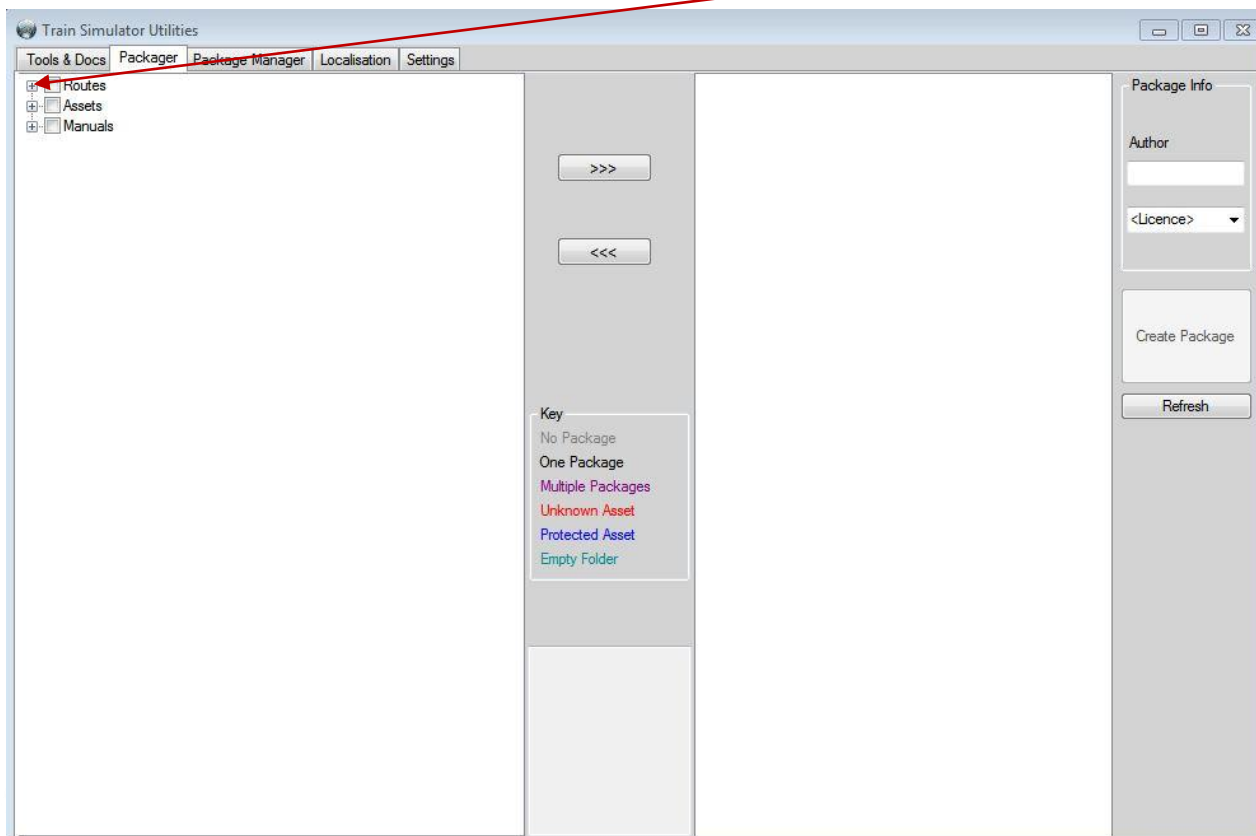 Train Simulator Utilities
Tools & Docs Packager Package Manager Localisation Settings
Routes
Assets
Manuals
>>>
<<<
Key
No Package
One Package
Multiple Packages
Unknown Asset
Protected Asset
Empty Folder
Package Info
Author
<Licence>
Create Package
Refresh